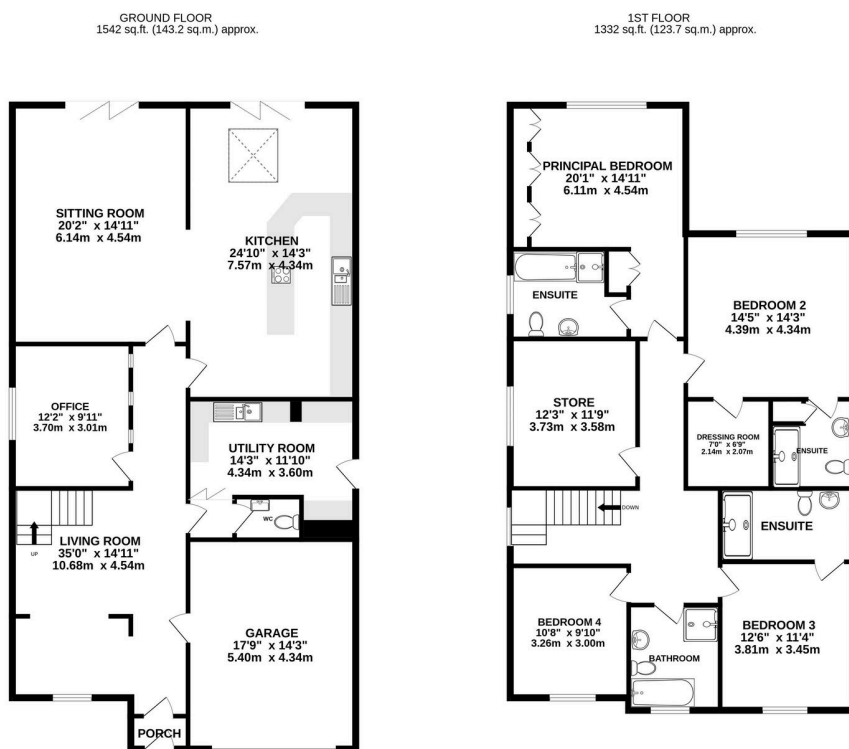 GROUND FLOOR
1542 sq.ft. (143.2 sq.m.) approx.
SITTING ROOM
20'2" x 14'11"
6.14m x 4.54m
KITCHEN
24'10" x 14'3"
7.57m x 4.34m
OFFICE
12'2" x 9'11"
3.70m x 3.01m
UTILITY ROOM
14'3" x 11'10"
4.34m x 3.60m
WC
LIVING ROOM
35'0" x 14'11"
10.68m x 4.54m
UP
GARAGE
17'9" x 14'3"
5.40m x 4.34m
PORCH
1ST FLOOR
1332 sq.ft. (123.7 sq.m.) approx.
PRINCIPAL BEDROOM
20'1" x 14'11"
6.11m x 4.54m
ENSUITE
BEDROOM 2
14'5" x 14'3"
4.39m x 4.34m
STORE
12'3" x 11'9"
3.73m x 3.58m
DRESSING ROOM
7'0" x 6'9"
2.14m x 2.07m
ENSUITE
DOWN
ENSUITE
BEDROOM 4
10'8" x 9'10"
3.26m x 3.00m
BEDROOM 3
12'6" x 11'4"
3.81m x 3.45m
BATHROOM